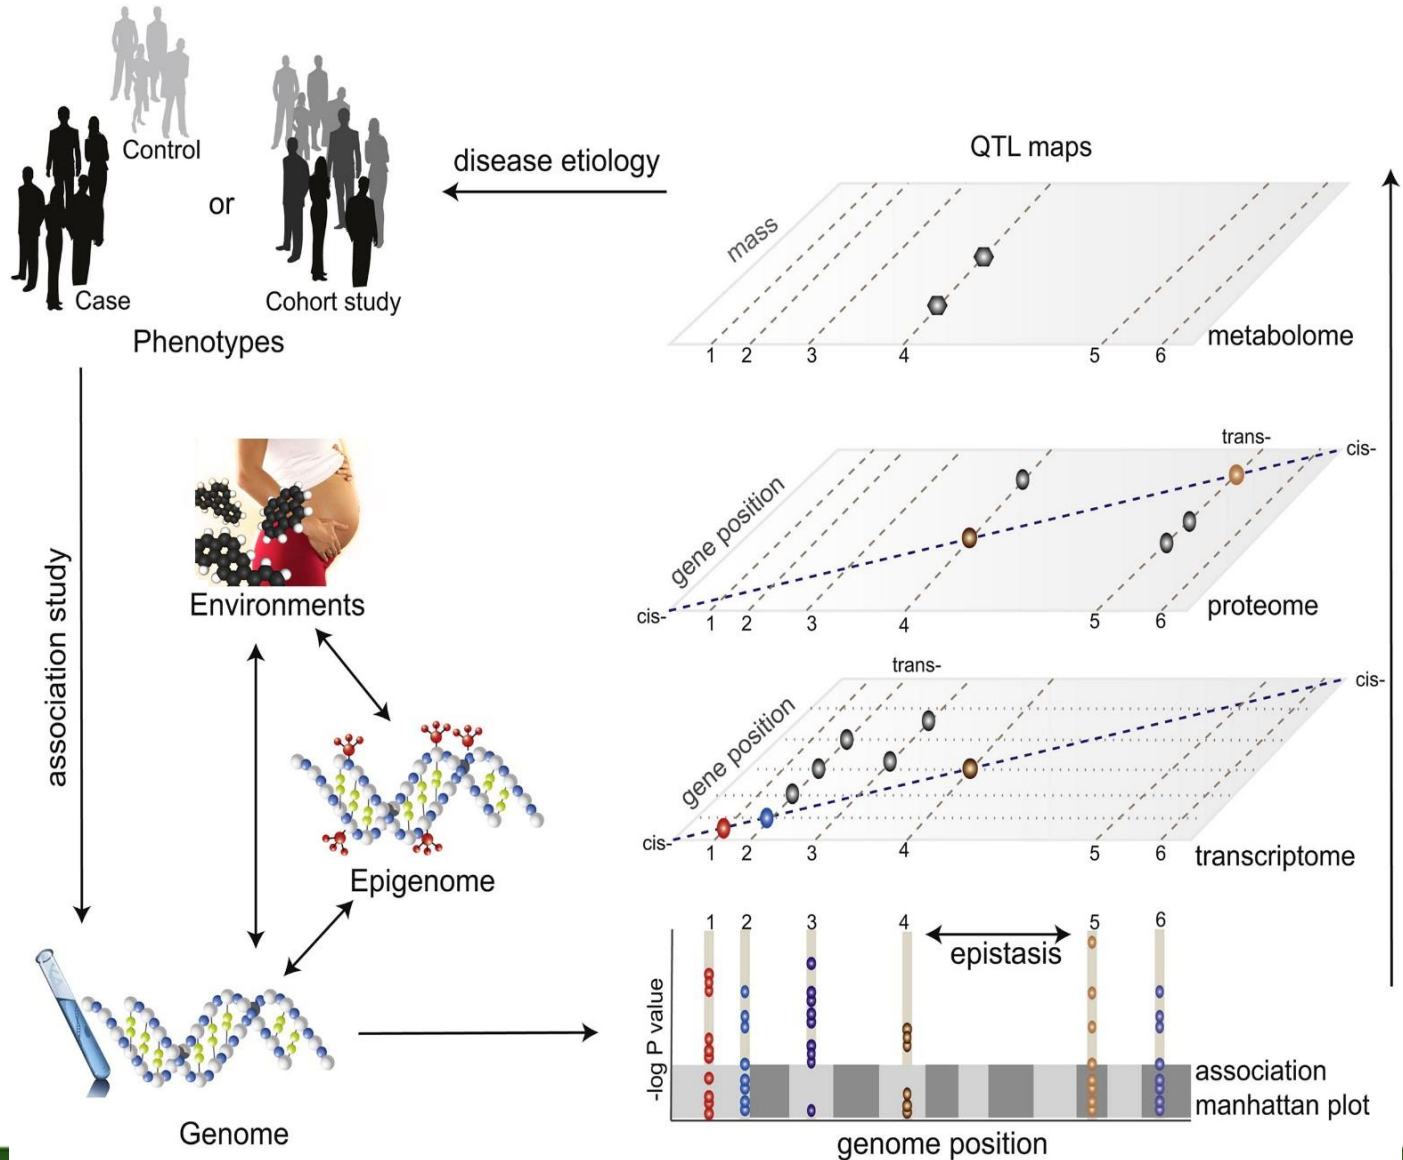 Control
or
Case
Cohort study
Phenotypes
disease etiology
association study
Environments
Epigenome
Genome
QTL maps
mass
1 2 3 4 5 6
metabolome
trans-
cis-
gene position
cis-
1 2 3 4 5 6
proteome
trans-
cis-
gene position
cis-
1 2 3 4 5 6
transcriptome
1 2 3 4 5 6
epistasis
-log P value
association
manhattan plot
genome position